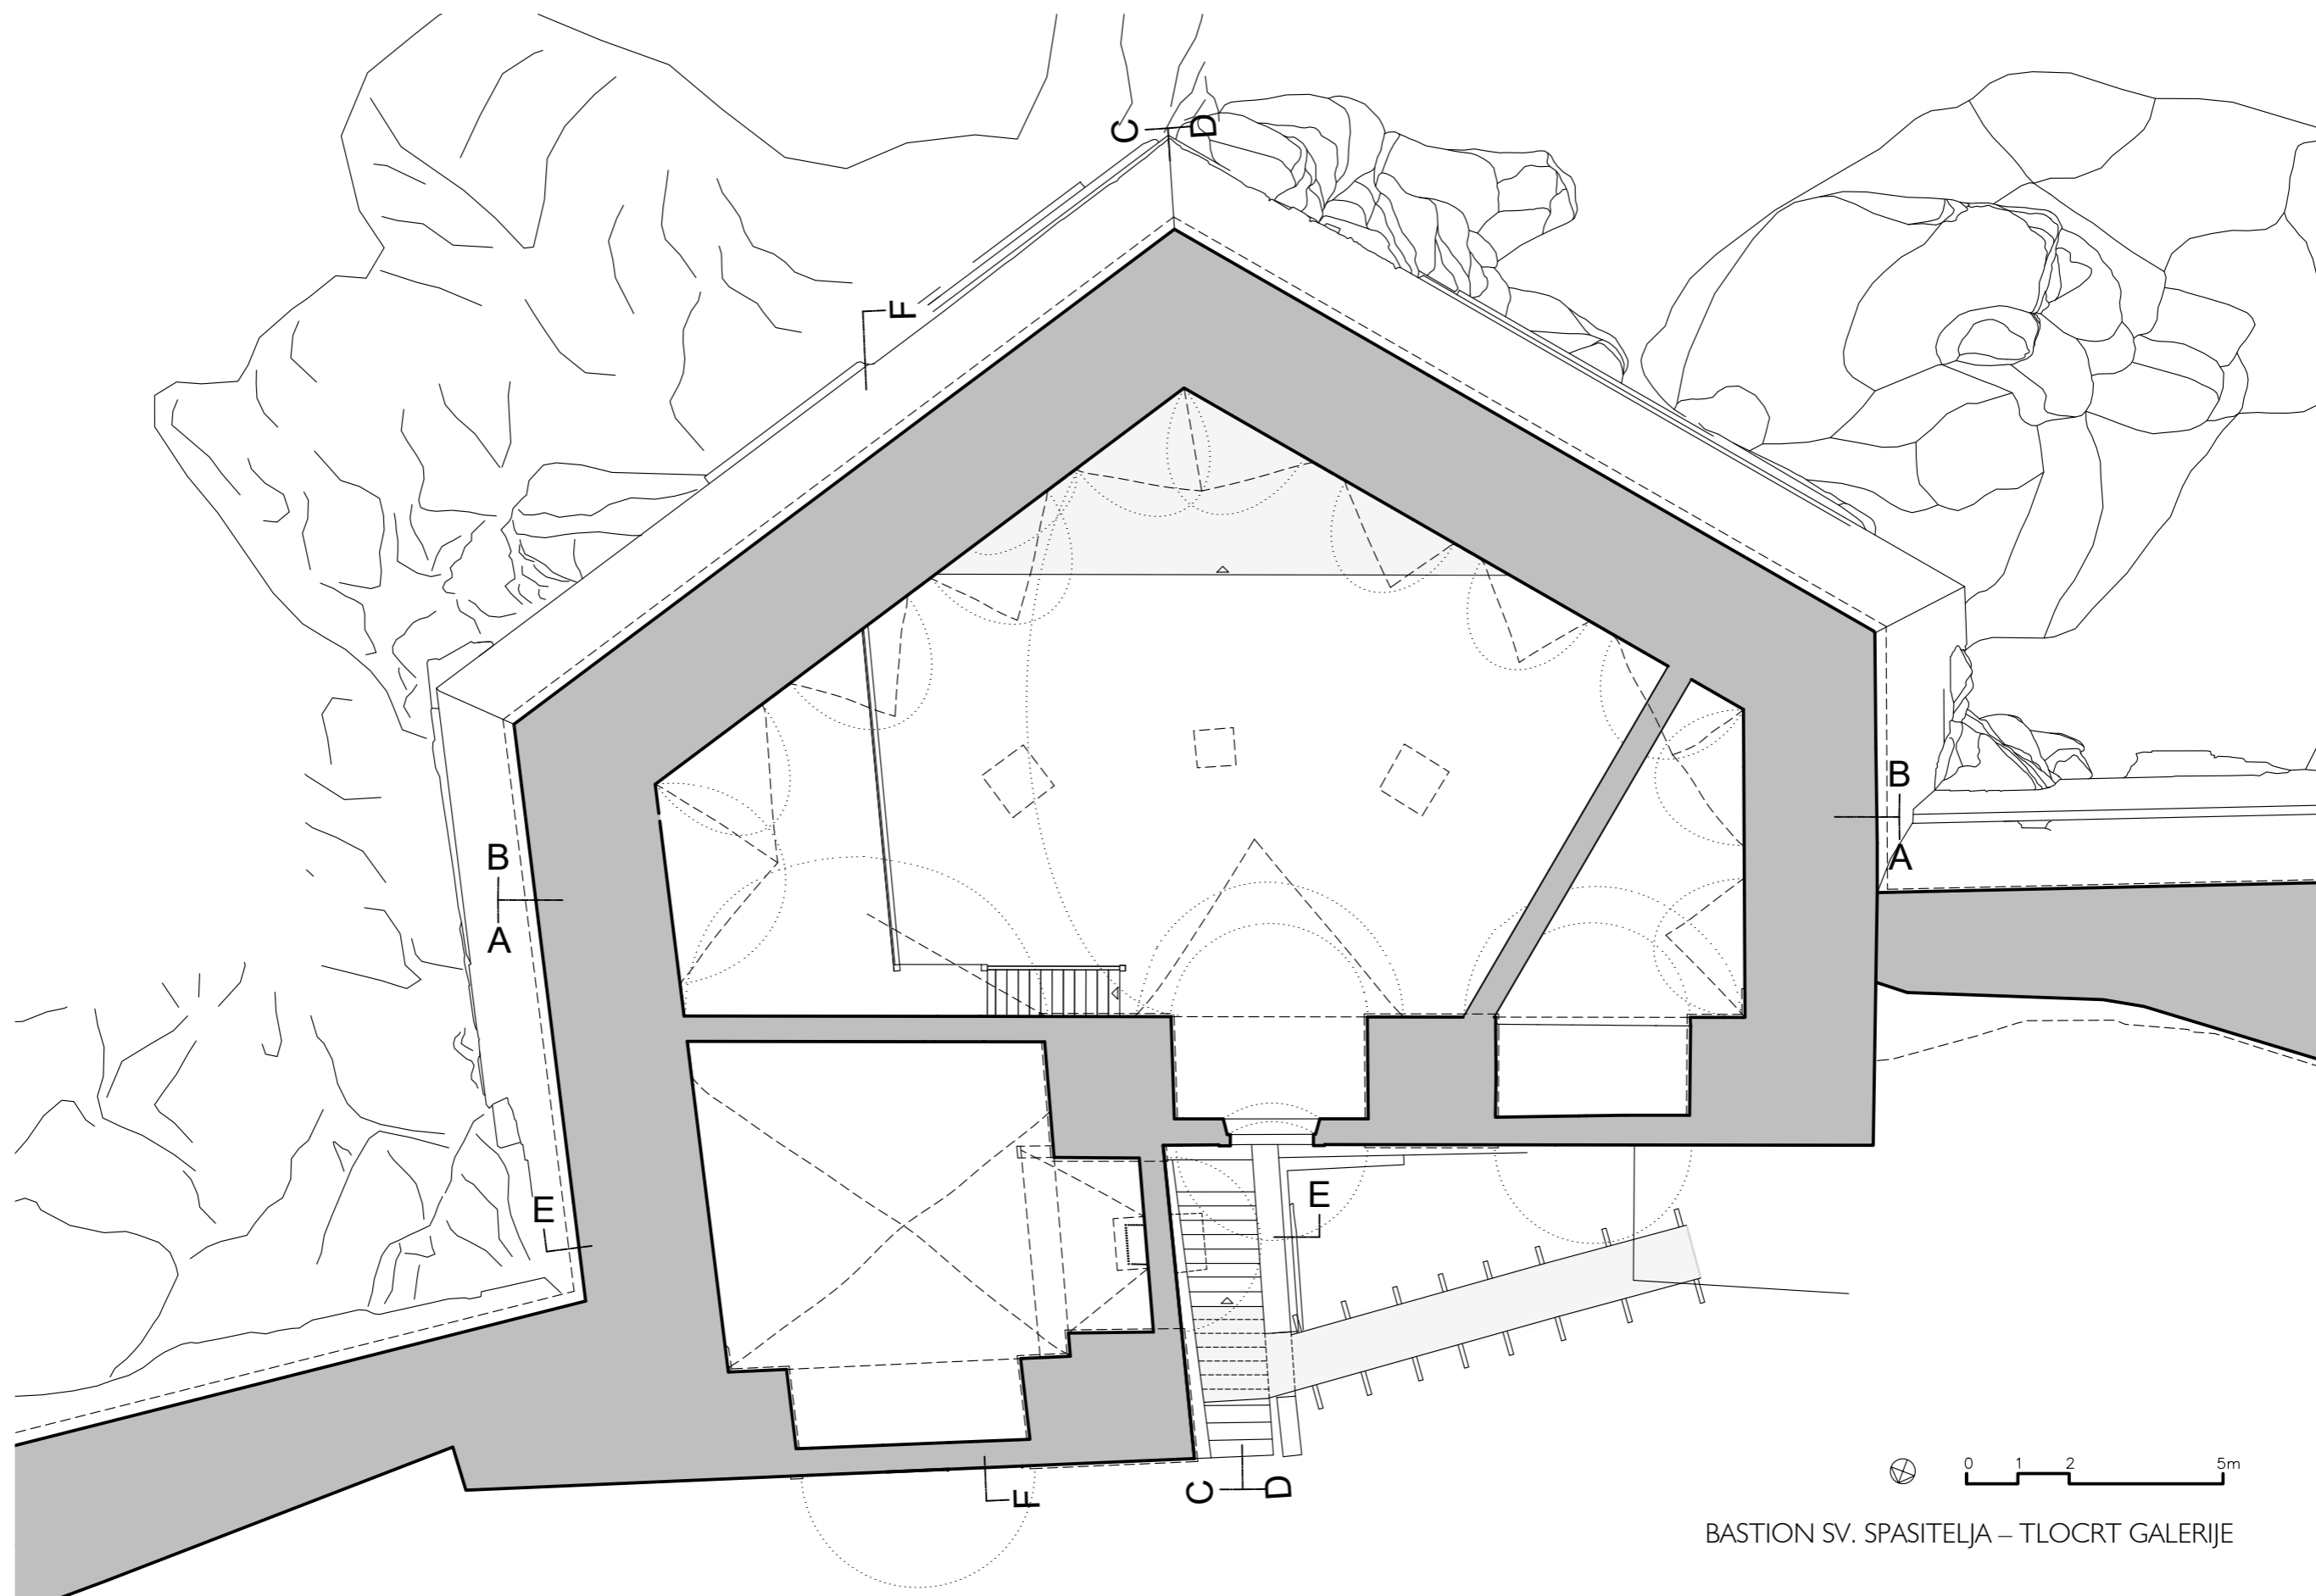 C D
F
B
A
B
A
E
E
C D
F
0 1 2 5m
BASTION SV. SPASITELJA – TLOCRT GALERIJE